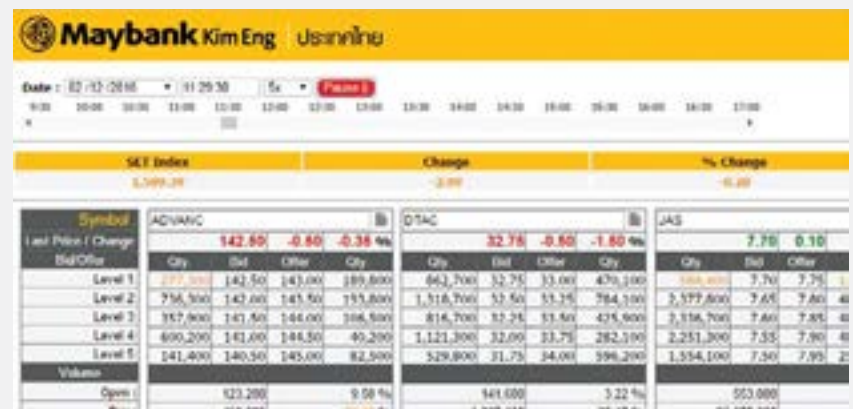 Maybank Kim Eng ประเทศไทย
Date : 02/12/2016 11:29:30 5x Pause
9:30 10:00 10:30 11:00 11:30 12:00 12:30 13:00 13:30 14:00 14:30 15:00 15:30 16:00 16:30 17:00
SET Index Change % Change
Symbol ADVANC DTAC JAS
Last Price / Change 142.50 -0.50 -0.35 % 32.75 -0.50 -1.50 % 7.70 0.10
Bid/Offer Qty Bid Offer Qty Qty Bid Offer Qty Qty Bid Offer
Level 1 142.50 143.00 189,800 662,700 32.75 33.00 470,100 7.70 7.75
Level 2 736,300 142.00 143.50 193,800 1,318,700 32.50 33.25 784,100 2,377,800 7.65 7.80
Level 3 357,900 141.50 144.00 106,500 816,700 32.25 33.50 425,900 2,336,700 7.60 7.85
Level 4 600,200 141.00 144.50 40,200 1,121,300 32.00 33.75 282,100 2,251,300 7.55 7.90
Level 5 141,400 140.50 145.00 82,500 529,800 31.75 34.00 596,200 1,554,100 7.50 7.95
Volume
Open : 123,200 9.58 % 141,600 3.22 % 553,000